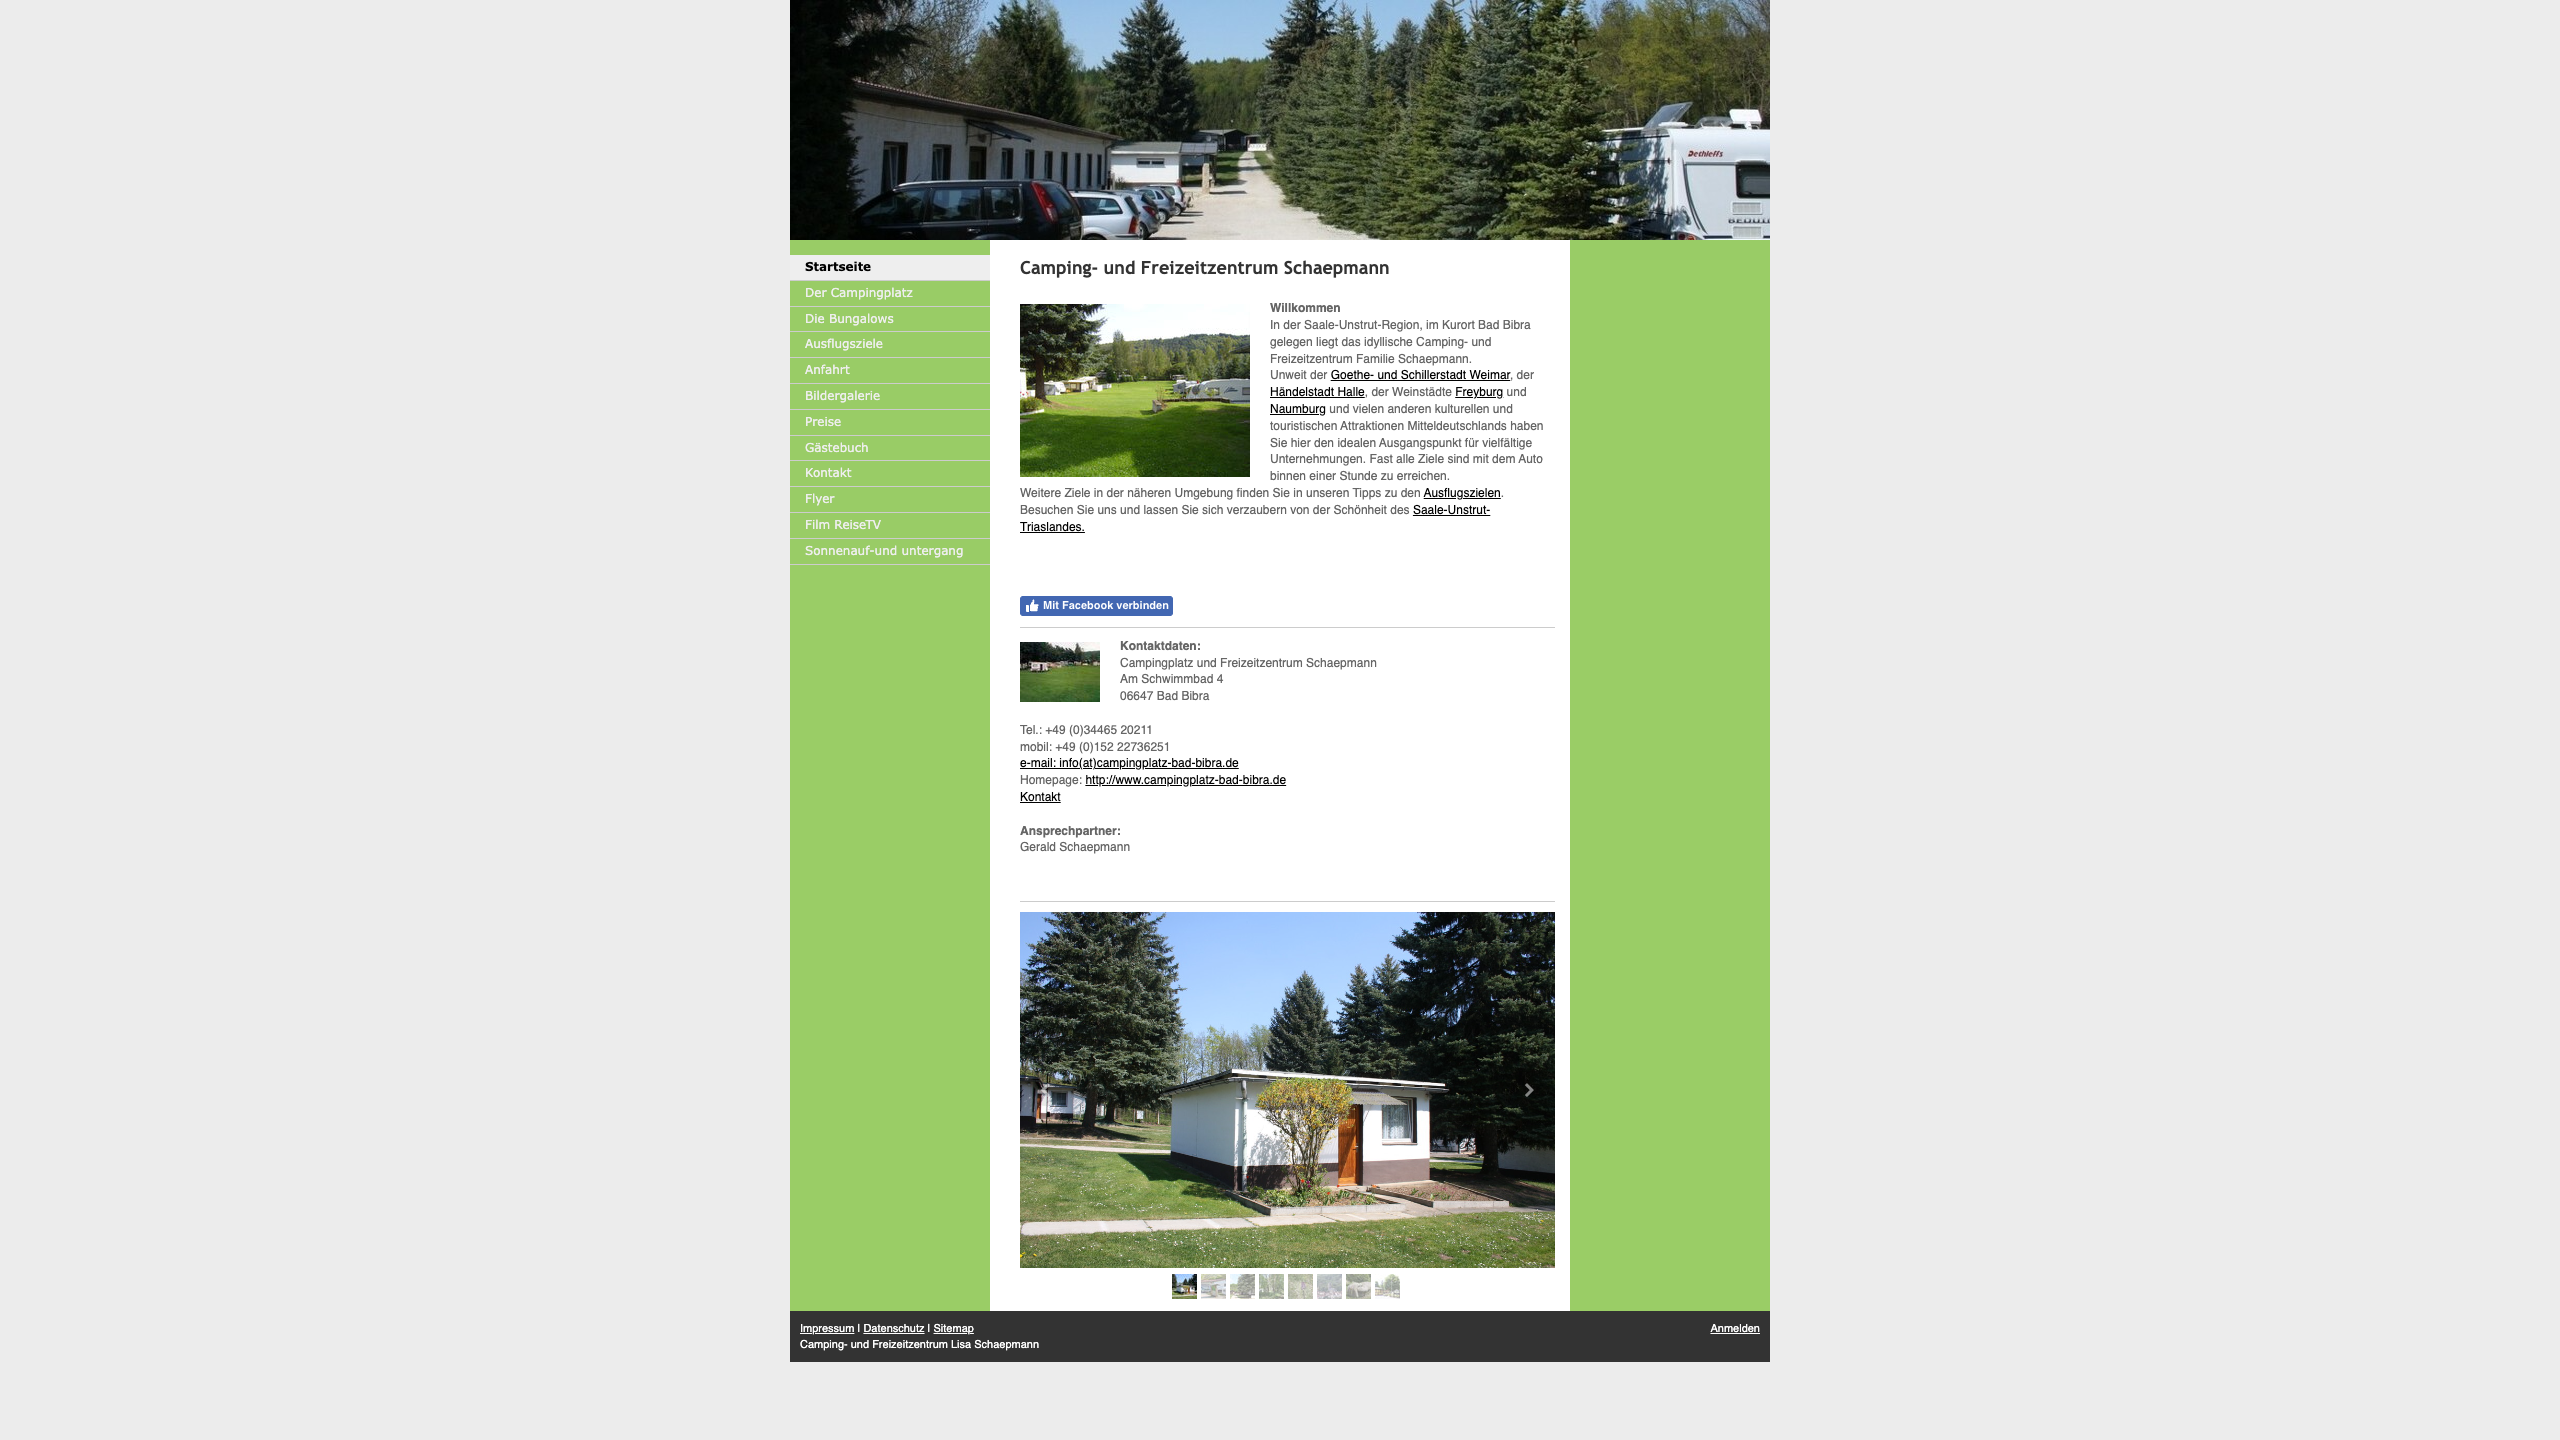 Dethleffs
Startseite
Der Campingplatz
Die Bungalows
Ausflugsziele
Anfahrt
Bildergalerie
Preise
Gästebuch
Kontakt
Flyer
Film ReiseTV
Sonnenauf-und untergang
Camping- und Freizeitzentrum Schaepmann
Willkommen
In der Saale-Unstrut-Region, im Kurort Bad Bibra
gelegen liegt das idyllische Camping- und
Freizeitzentrum Familie Schaepmann.
Unweit der Goethe- und Schillerstadt Weimar, der
Händelstadt Halle, der Weinstädte Freyburg und
Naumburg und vielen anderen kulturellen und
touristischen Attraktionen Mitteldeutschlands haben
Sie hier den idealen Ausgangspunkt für vielfältige
Unternehmungen. Fast alle Ziele sind mit dem Auto
binnen einer Stunde zu erreichen.
Weitere Ziele in der näheren Umgebung finden Sie in unseren Tipps zu den Ausflugszielen.
Besuchen Sie uns und lassen Sie sich verzaubern von der Schönheit des Saale-Unstrut-
Triaslandes.
Mit Facebook verbinden
Kontaktdaten:
Campingplatz und Freizeitzentrum Schaepmann
Am Schwimmbad 4
06647 Bad Bibra
Tel.: +49 (0)34465 20211
mobil: +49 (0)152 22736251
e-mail: info(at)campingplatz-bad-bibra.de
Homepage: http://www.campingplatz-bad-bibra.de
Kontakt
Ansprechpartner:
Gerald Schaepmann
Impressum | Datenschutz | Sitemap
Anmelden
Camping- und Freizeitzentrum Lisa Schaepmann